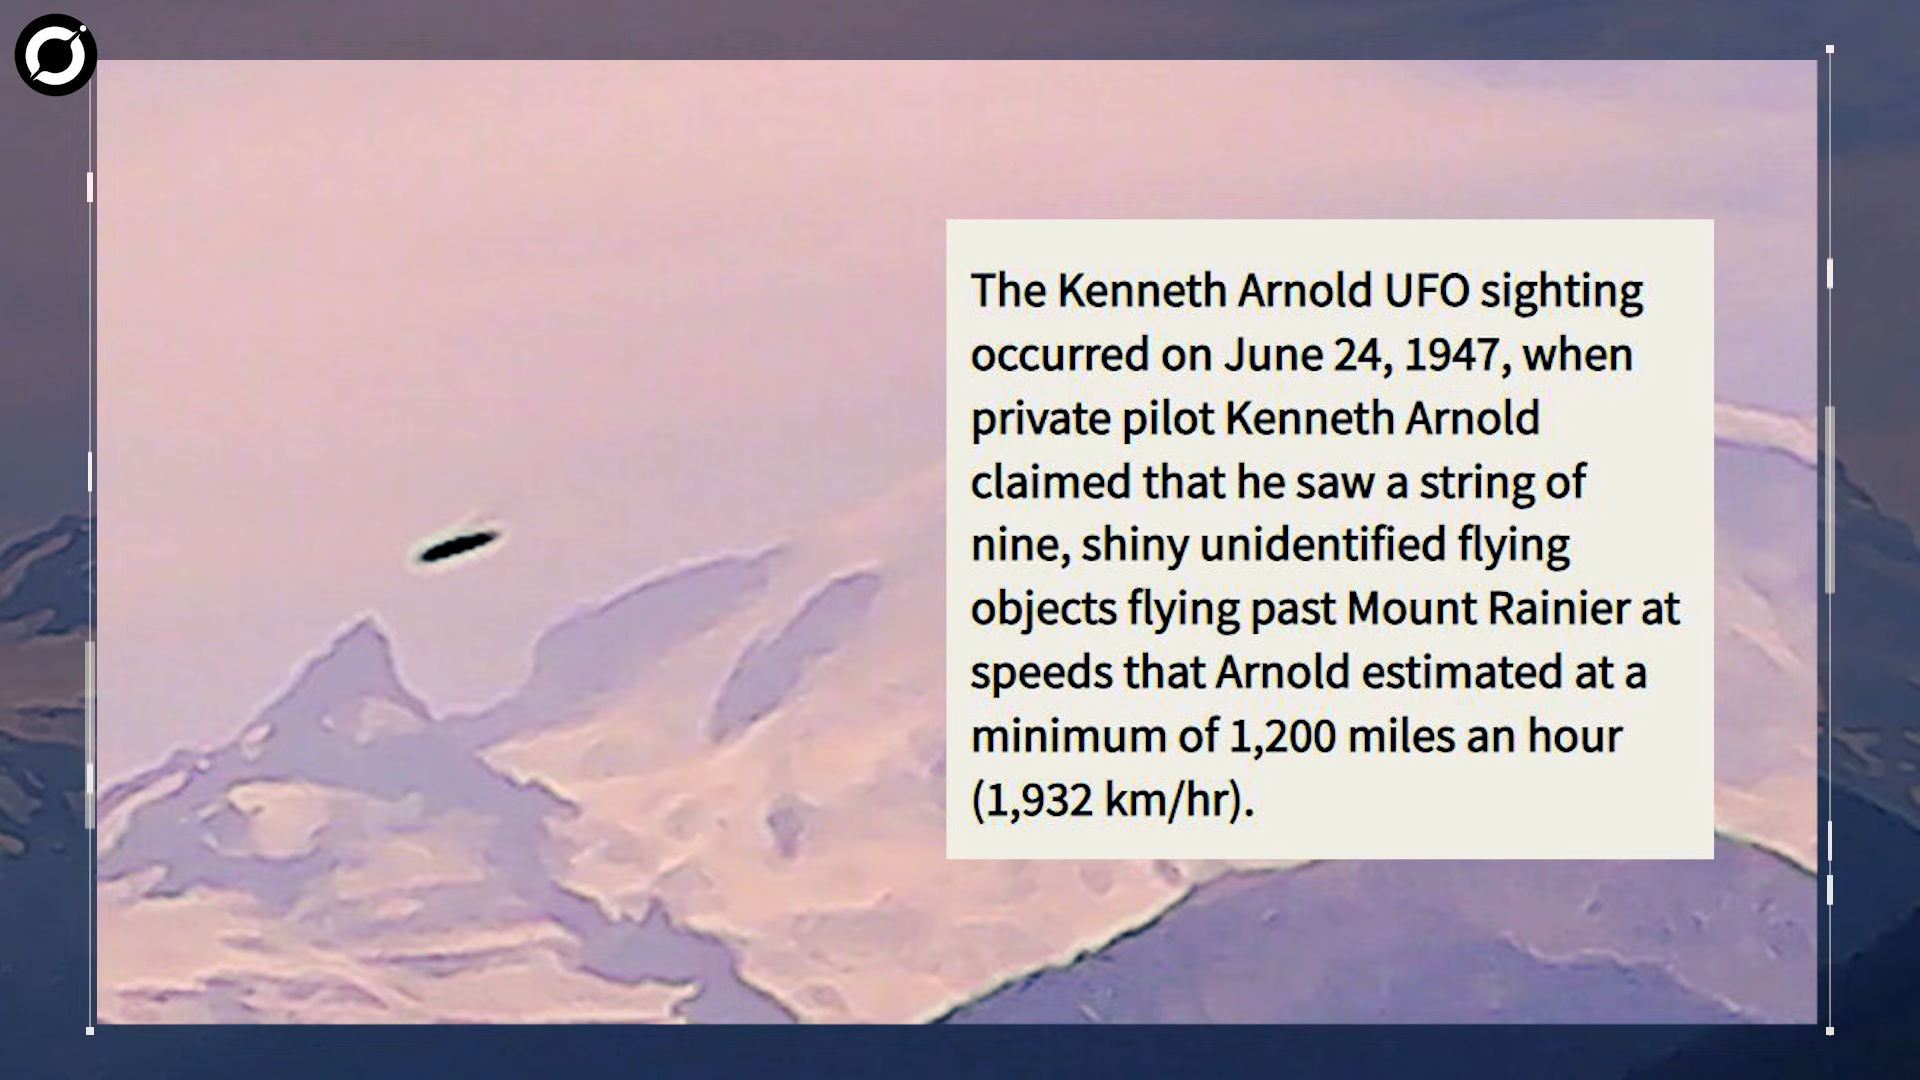 The Kenneth Arnold UFO sighting
occurred on June 24, 1947, when
private pilot Kenneth Arnold
claimed that he saw a string of
nine, shiny unidentified flying
objects flying past Mount Rainier at
speeds that Arnold estimated at a
minimum of 1,200 miles an hour
(1,932 km/hr).